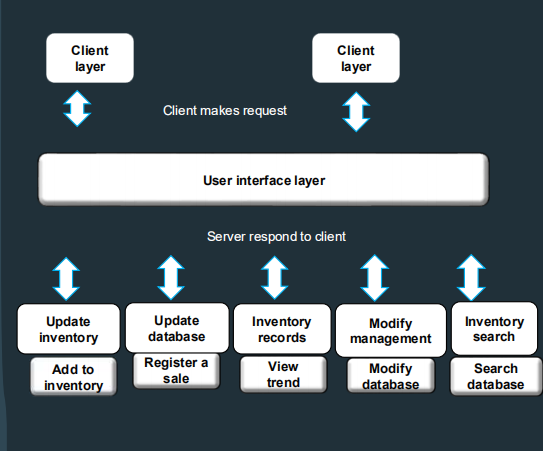 Client
layer
Client
layer
Client makes request
User interface layer
Server respond to client
Update
inventory
Add to
inventory
Update
database
Register a
sale
Inventory
records
View
trend
Modify
management
Modify
database
Inventory
search
Search
database